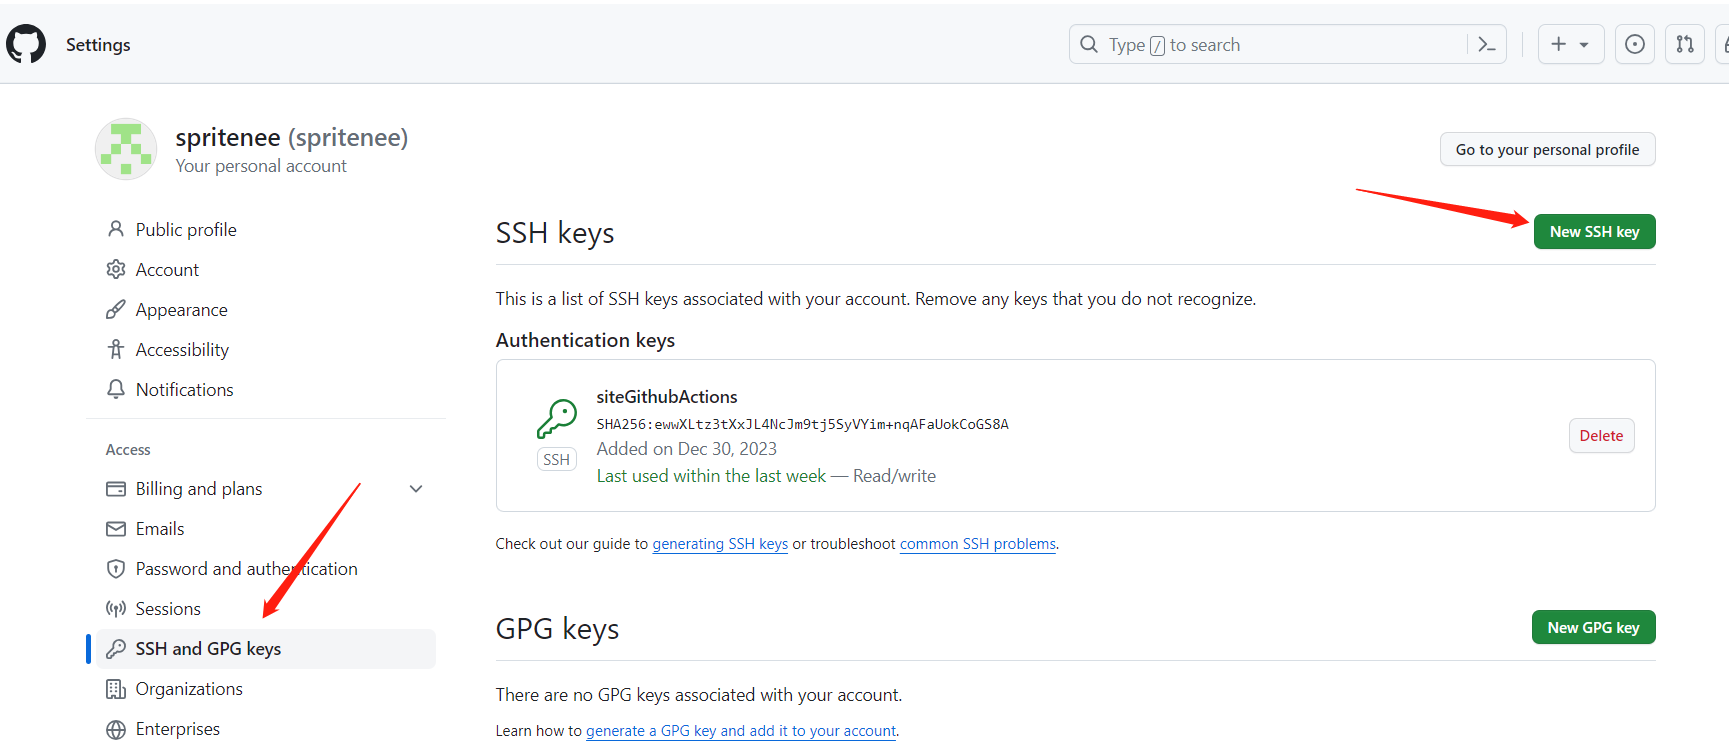 Settings
Type / to search
spritenee (spritenee)
Your personal account
Go to your personal profile
Public profile
Account
Appearance
Accessibility
Notifications
Access
Billing and plans
Emails
Password and authentication
Sessions
SSH and GPG keys
Organizations
Enterprises
SSH keys
New SSH key
This is a list of SSH keys associated with your account. Remove any keys that you do not recognize.
Authentication keys
siteGithubActions
SHA256:ewwXLtz3tXxJL4NcJm9tj5SyVYim+nqAFaUokCoGS8A
Added on Dec 30, 2023
Last used within the last week — Read/write
SSH
Delete
Check out our guide to generating SSH keys or troubleshoot common SSH problems.
GPG keys
New GPG key
There are no GPG keys associated with your account.
Learn how to generate a GPG key and add it to your account.